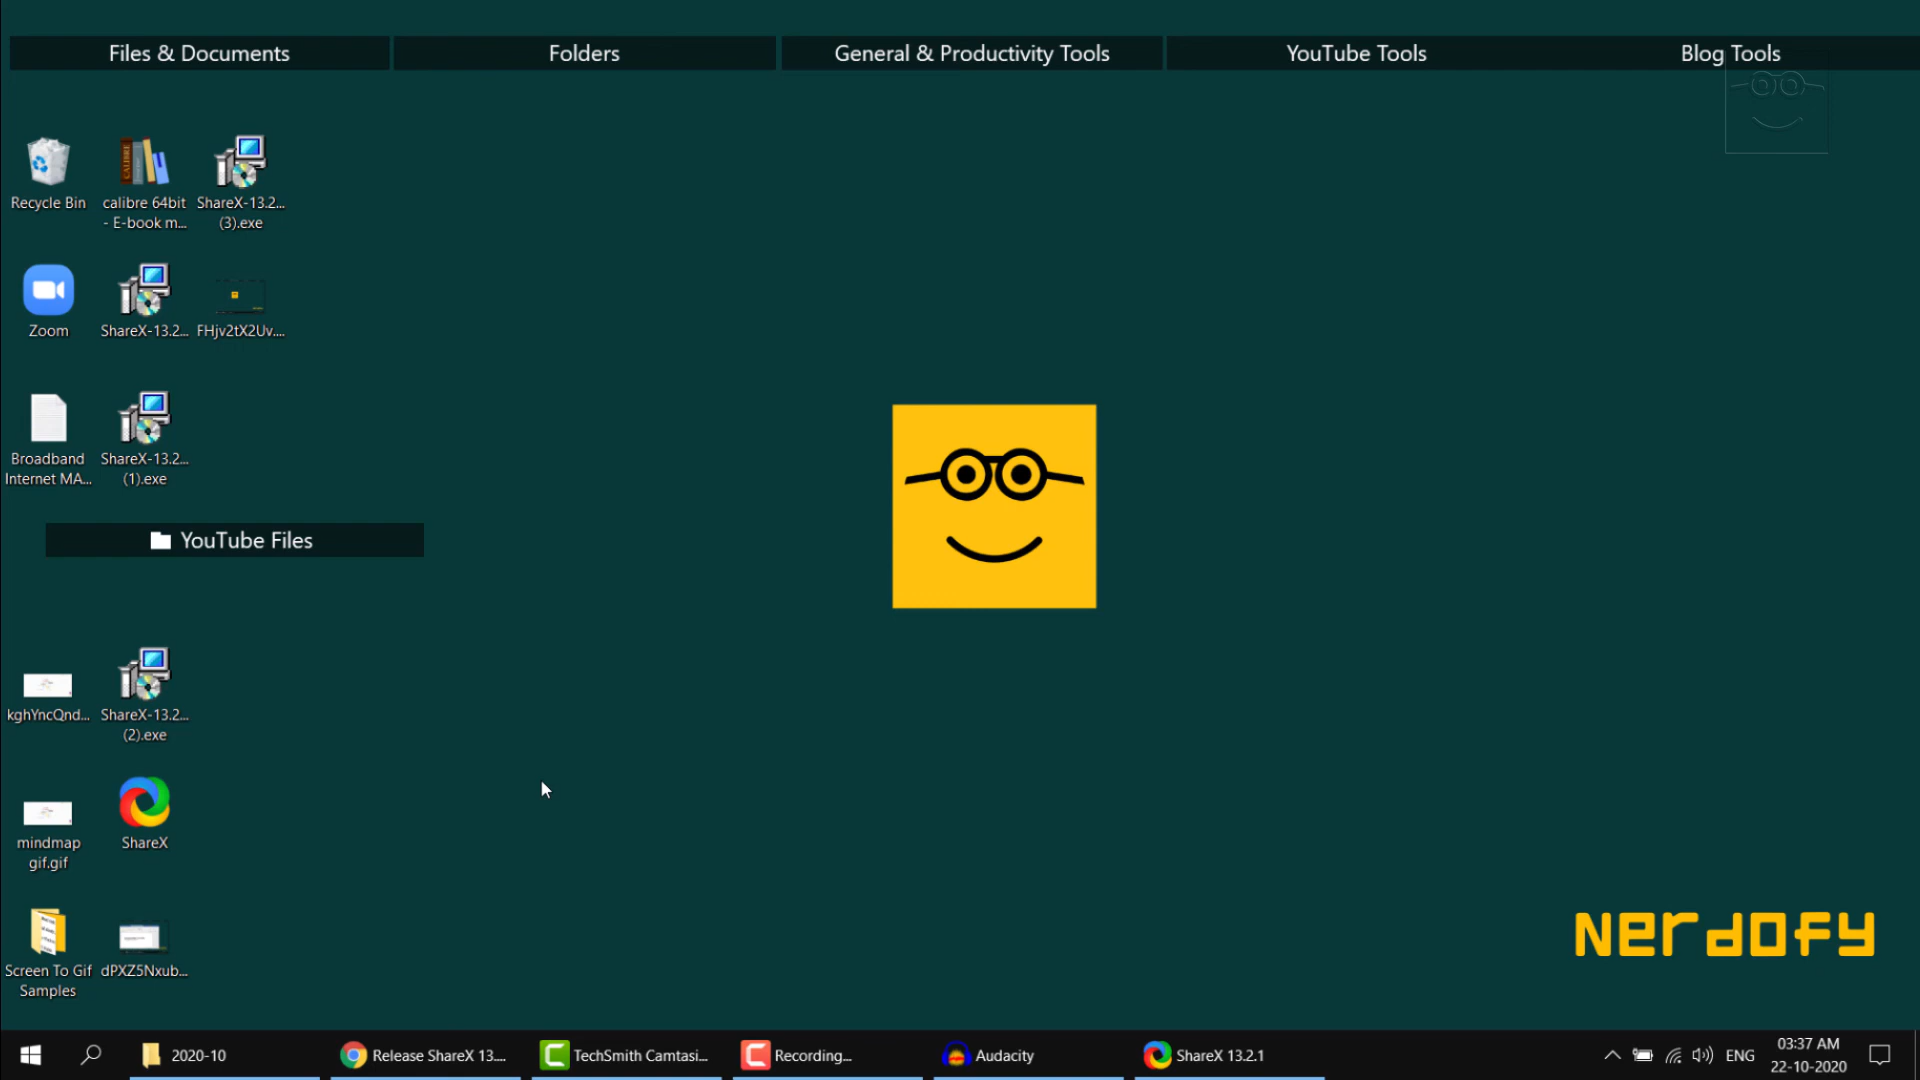 Files & Documents
Folders
General & Productivity Tools
YouTube Tools
Blog Tools
Recycle Bin
calibre 64bit
- E-book m...
ShareX-13.2...
(3).exe
Zoom
ShareX-13.2...
FHjv2tX2Uv....
Broadband
Internet MA...
ShareX-13.2...
(1).exe
YouTube Files
kghYncQnd...
ShareX-13.2...
(2).exe
mindmap
gif.gif
ShareX
Screen To Gif
Samples
dPXZ5Nxub...
Nerdofy
2020-10
Release ShareX 13....
TechSmith Camtasi...
Recording...
Audacity
ShareX 13.2.1
ENG
03:37 AM
22-10-2020